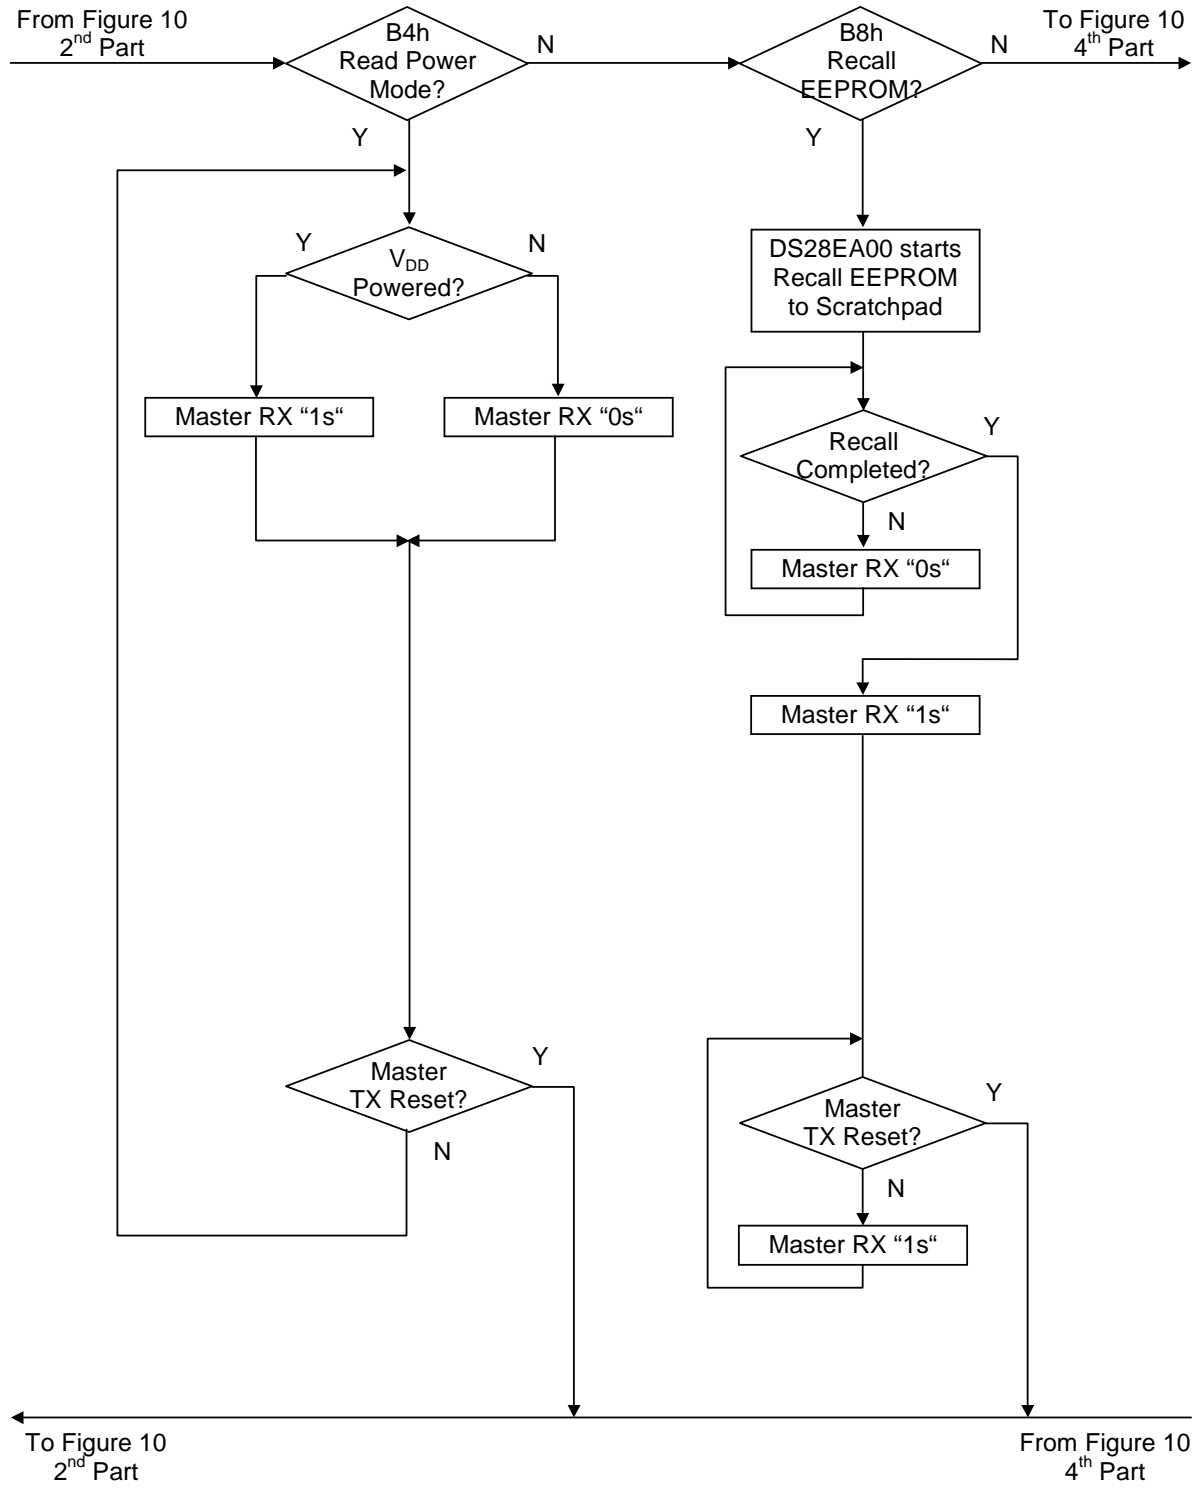 From Figure 10
2nd Part
B4h
Read Power
Mode?
N
Y
B8h
Recall
EEPROM?
N
Y
To Figure 10
4th Part
Y
VDD
Powered?
N
Master RX “1s“
Master RX “0s“
DS28EA00 starts
Recall EEPROM
to Scratchpad
Recall
Completed?
Y
N
Master RX “0s“
Master RX “1s“
Master
TX Reset?
Y
N
Master
TX Reset?
Y
N
Master RX “1s“
To Figure 10
2nd Part
From Figure 10
4th Part